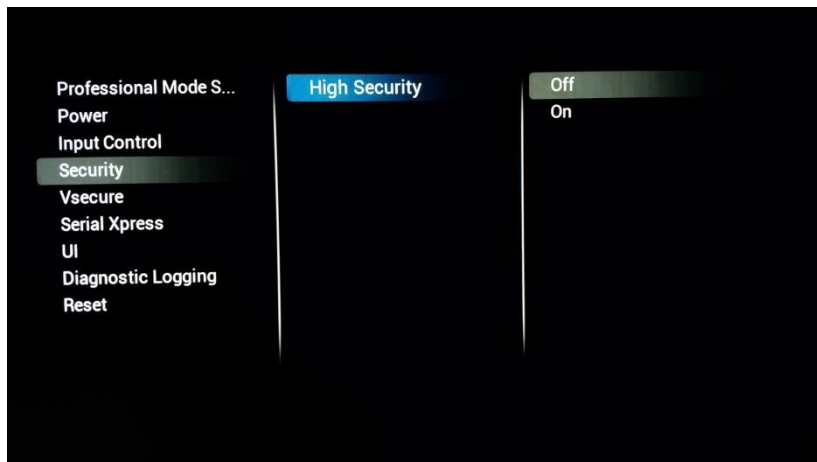 Professional Mode S...
Power
Input Control
Security
Vsecure
Serial Xpress
UI
Diagnostic Logging
Reset
High Security
Off
On